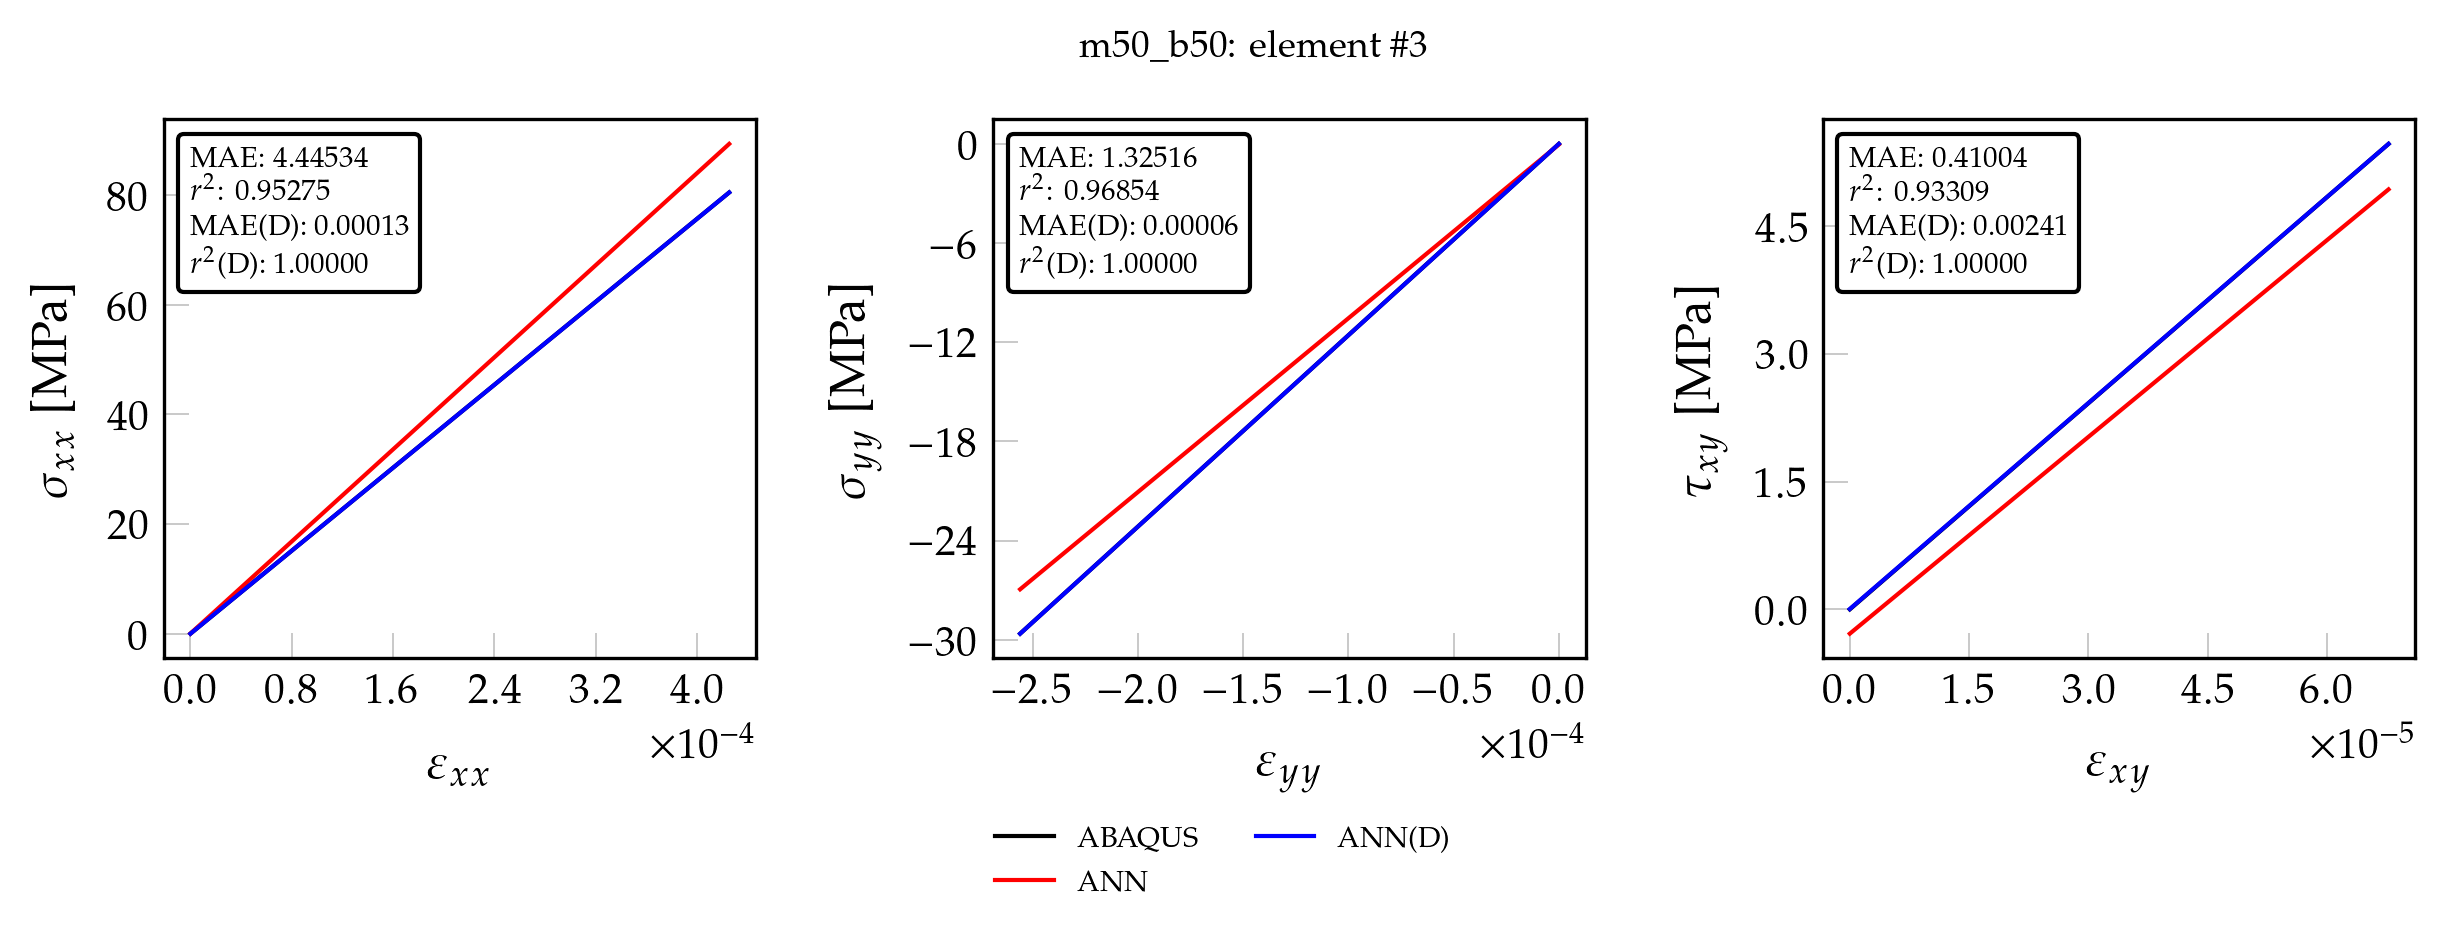 m50_b50: element #3
MAE: 4.44534
r²: 0.95275
MAE(D): 0.00013
r²(D): 1.00000
80
60
40
20
0
σxx [MPa]
0.0 0.8 1.6 2.4 3.2 4.0
×10⁻⁴
εxx
MAE: 1.32516
r²: 0.96854
MAE(D): 0.00006
r²(D): 1.00000
0
−6
−12
−18
−24
−30
σyy [MPa]
−2.5 −2.0 −1.5 −1.0 −0.5 0.0
×10⁻⁴
εyy
MAE: 0.41004
r²: 0.93309
MAE(D): 0.00241
r²(D): 1.00000
4.5
3.0
1.5
0.0
τxy [MPa]
0.0 1.5 3.0 4.5 6.0
×10⁻⁵
εxy
ABAQUS
ANN
ANN(D)